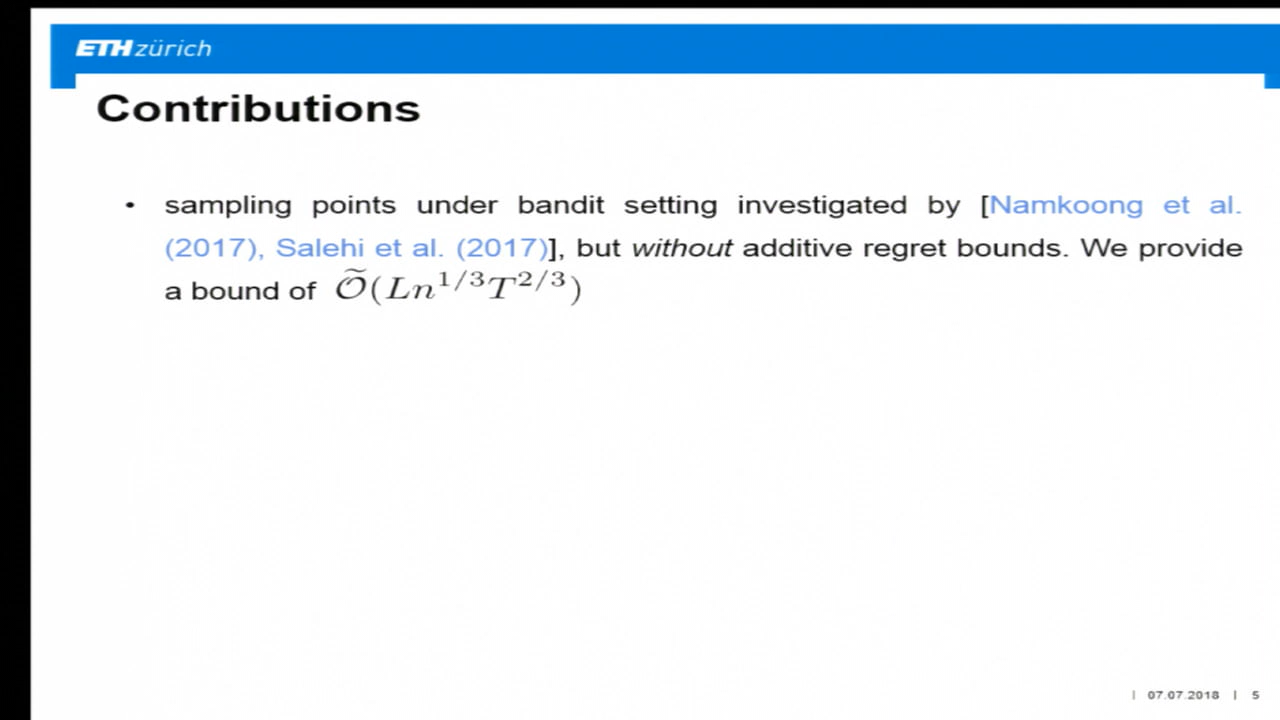 ETH zürich
Contributions
• sampling points under bandit setting investigated by [Namkoong et al.
(2017), Salehi et al. (2017)], but without additive regret bounds. We provide
a bound of Õ(Ln^{1/3}T^{2/3})
| 07.07.2018 | 5